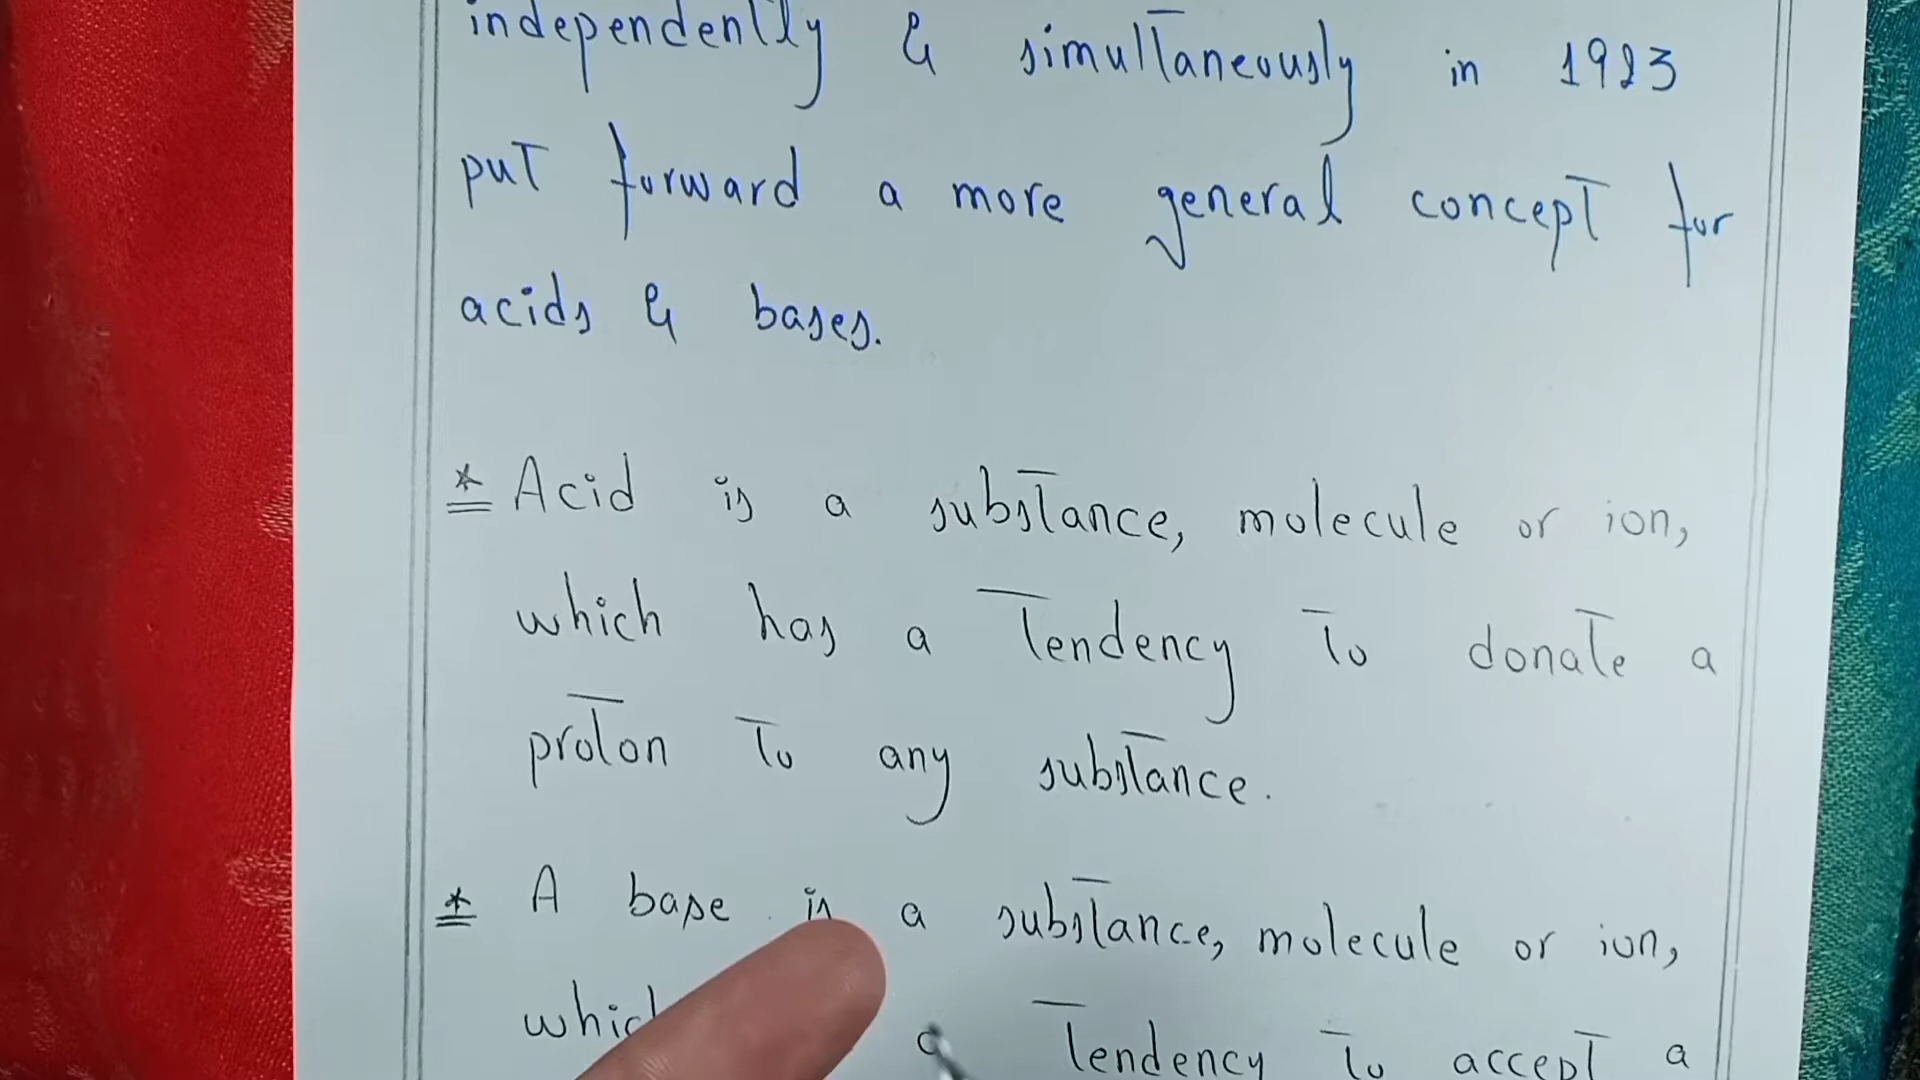 independently & simultaneously in 1923
put forward a more general concept for
acids & bases.
* Acid is a substance, molecule or ion,
which has a Tendency To donate a
proton To any substance.
* A base is a substance, molecule or ion,
a Tendency To accept a